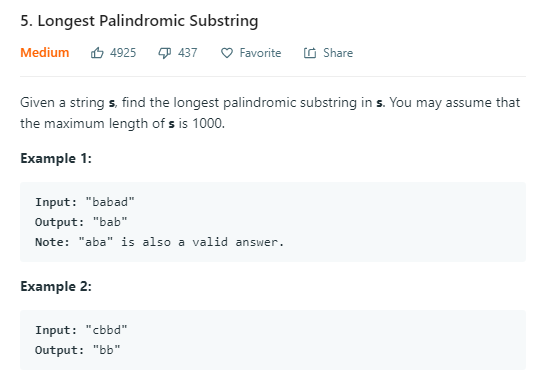 5. Longest Palindromic Substring
Medium 4925 437 Favorite Share
Given a string s, find the longest palindromic substring in s. You may assume that
the maximum length of s is 1000.
Example 1:
Input: "babad"
Output: "bab"
Note: "aba" is also a valid answer.
Example 2:
Input: "cbbd"
Output: "bb"